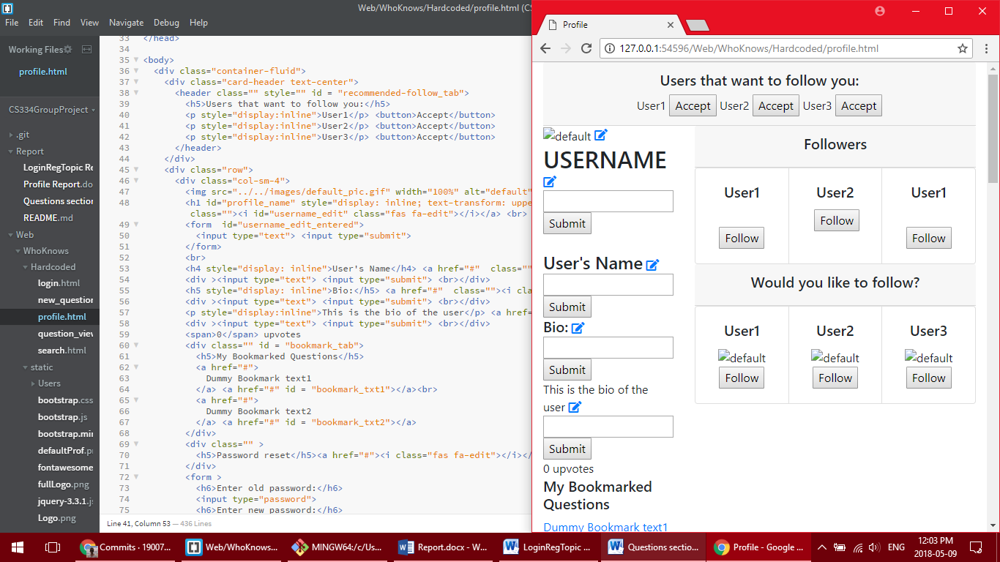 Web/WhoKnows/Hardcoded/profile.html (CS
File Edit Find View Navigate Debug Help
Working Files
profile.html
CS334GroupProject
.git
Report
LoginRegTopic Re
Profile Report.do
Questions section
README.md
Web
WhoKnows
Hardcoded
login.html
new_question
profile.html
question_view
search.html
static
Users
bootstrap.css
bootstrap.js
bootstrap.min
defaultProf.p
fontawesome
fullLogo.png
jquery-3.3.1.js
Logo.png
33 </head>
34
35 <body>
36 <div class="container-fluid">
37 <div class="card-header text-center">
38 <header class="" style="" id = "recommended-follow_tab">
39 <h5>Users that want to follow you:</h5>
40 <p style="display:inline">User1</p> <button>Accept</button>
41 <p style="display:inline">User2</p> <button>Accept</button>
42 <p style="display:inline">User3</p> <button>Accept</button>
43 </header>
44 </div>
45 <div class="row">
46 <div class="col-sm-4">
47 <img src="../../images/default_pic.gif" width="100%" alt="default"
48 <h1 id="profile_name" style="display: inline; text-transform: uppe
class=""><i id="username_edit" class="fas fa-edit"></i></a> <br>
49 <form  id="username_edit_entered">
50 <input type="text"> <input type="submit">
51 </form>
52 <br>
53 <h4 style="display: inline">User's Name</h4> <a href="#"  class=""
54 <div ><input type="text"> <input type="submit"> <br></div>
55 <h5 style="display: inline">Bio:</h5> <a href="#"  class=""><i cla
56 <div ><input type="text"> <input type="submit"> <br></div>
57 <p style="display:inline">This is the bio of the user</p> <a href=
58 <div ><input type="text"> <input type="submit"> <br></div>
59 <span>0</span> upvotes
60 <div class="" id = "bookmark_tab">
61 <h5>My Bookmarked Questions</h5>
62 <a href="#">
63 Dummy Bookmark text1
64 </a> <a href="#" id = "bookmark_txt1"></a><br>
65 <a href="#">
66 Dummy Bookmark text2
67 </a> <a href="#" id = "bookmark_txt2"></a>
68 </div>
69 <div class="" >
70 <h5>Password reset</h5><a href="#"><i class="fas fa-edit"></i></
71 </div>
72 <form >
73 <h6>Enter old password:</h6>
74 <input type="password">
75 <h6>Enter new password:</h6>
Line 41, Column 53 — 436 Lines
Profile
127.0.0.1:54596/Web/WhoKnows/Hardcoded/profile.html
Users that want to follow you:
User1 Accept User2 Accept User3 Accept
default
USERNAME
Submit
User's Name
Submit
Bio:
Submit
This is the bio of the
user
Submit
0 upvotes
My Bookmarked
Questions
Dummy Bookmark text1
Followers
User1 User2 User1
Follow Follow Follow
Would you like to follow?
User1 User2 User3
default default default
Follow Follow Follow
Commits · 19007...
Web/WhoKnows...
MINGW64:/c/Us...
Report.docx - W...
LoginRegTopic ...
Questions sectio...
Profile - Google ...
ENG
12:03 PM
2018-05-09